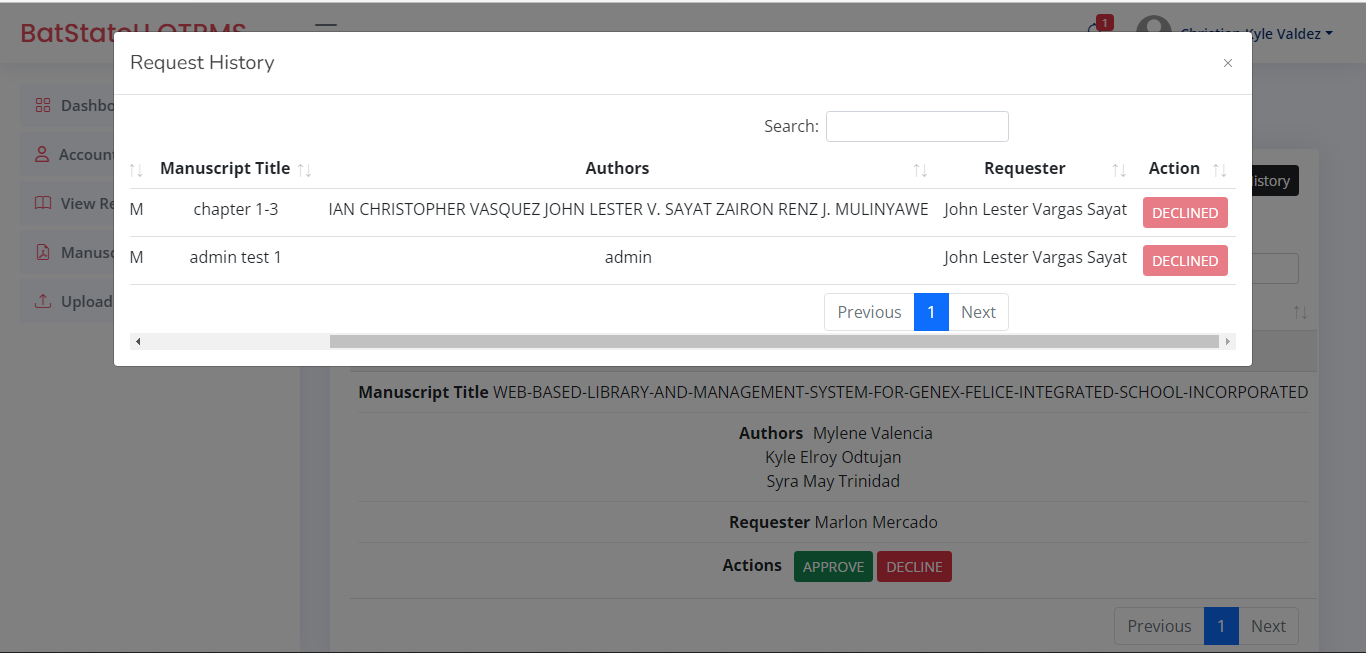 BatStateU OTRMS
1
Christian Kyle Valdez
Request History
×
Dashbo
Accoun
View Re
Manusc
Upload
istory
Search:
Manuscript Title Authors Requester Action
M chapter 1-3 IAN CHRISTOPHER VASQUEZ JOHN LESTER V. SAYAT ZAIRON RENZ J. MULINYAWE John Lester Vargas Sayat DECLINED
M admin test 1 admin John Lester Vargas Sayat DECLINED
Previous 1 Next
Manuscript Title WEB-BASED-LIBRARY-AND-MANAGEMENT-SYSTEM-FOR-GENEX-FELICE-INTEGRATED-SCHOOL-INCORPORATED
Authors Mylene Valencia
Kyle Elroy Odtujan
Syra May Trinidad
Requester Marlon Mercado
Actions APPROVE DECLINE
Previous 1 Next